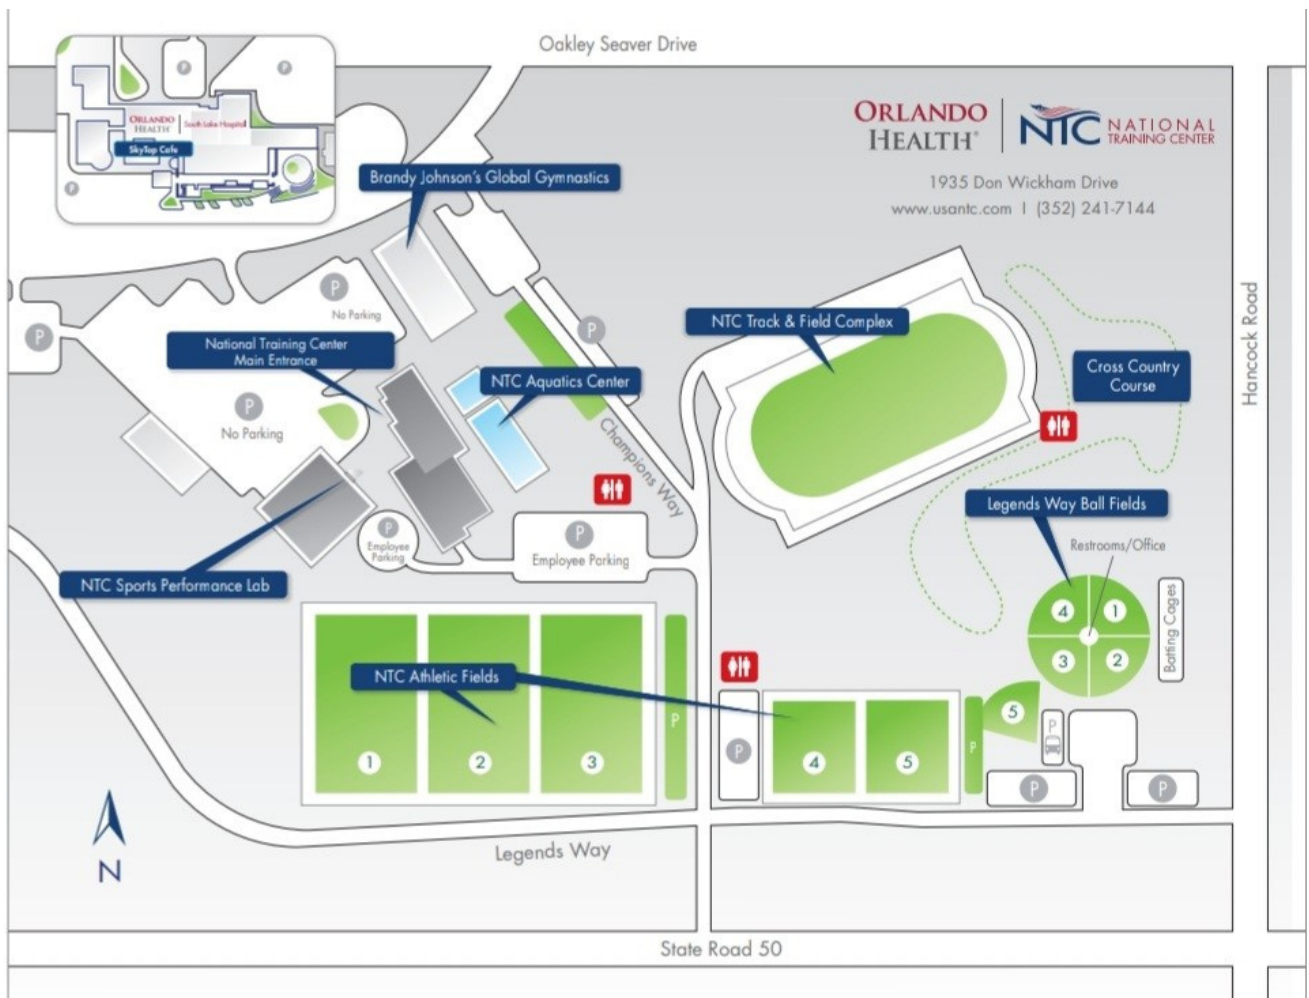 Oakley Seaver Drive
P
P
ORLANDO
HEALTH
South Lake Hospital
SkyTop Cafe
P
ORLANDO
HEALTH®
NTC NATIONAL
TRAINING CENTER
1935 Don Wickham Drive
www.usantc.com | (352) 241-7144
Brandy Johnson's Global Gymnastics
P
No Parking
P
National Training Center
Main Entrance
P
NTC Track & Field Complex
Hancock Road
NTC Aquatics Center
Cross Country
Course
P
No Parking
Champions Way
Legends Way Ball Fields
P
Employee
Parking
P
Employee Parking
Restrooms/Office
NTC Sports Performance Lab
4
1
3
2
Batting Cages
NTC Athletic Fields
5
P
P
P
P
1
2
3
4
5
P
P
N
Legends Way
State Road 50